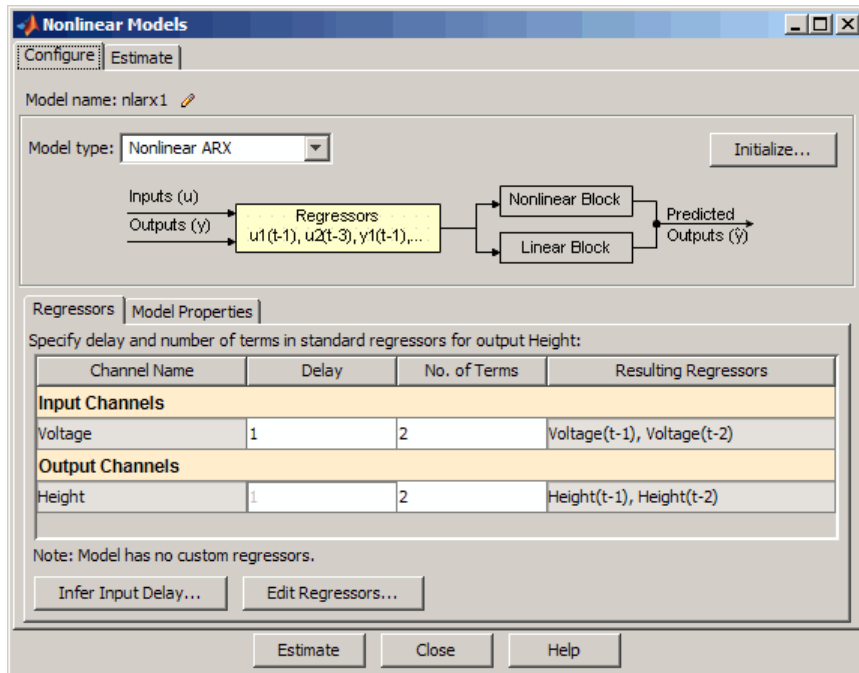 Nonlinear Models
Configure Estimate
Model name: nlarx1
Model type: Nonlinear ARX Initialize...
Inputs (u)
Outputs (y)
Regressors
u1(t-1), u2(t-3), y1(t-1),...
Nonlinear Block
Linear Block
Predicted
Outputs (ŷ)
Regressors Model Properties
Specify delay and number of terms in standard regressors for output Height:
Channel Name Delay No. of Terms Resulting Regressors
Input Channels
Voltage 1 2 Voltage(t-1), Voltage(t-2)
Output Channels
Height 1 2 Height(t-1), Height(t-2)
Note: Model has no custom regressors.
Infer Input Delay... Edit Regressors...
Estimate Close Help